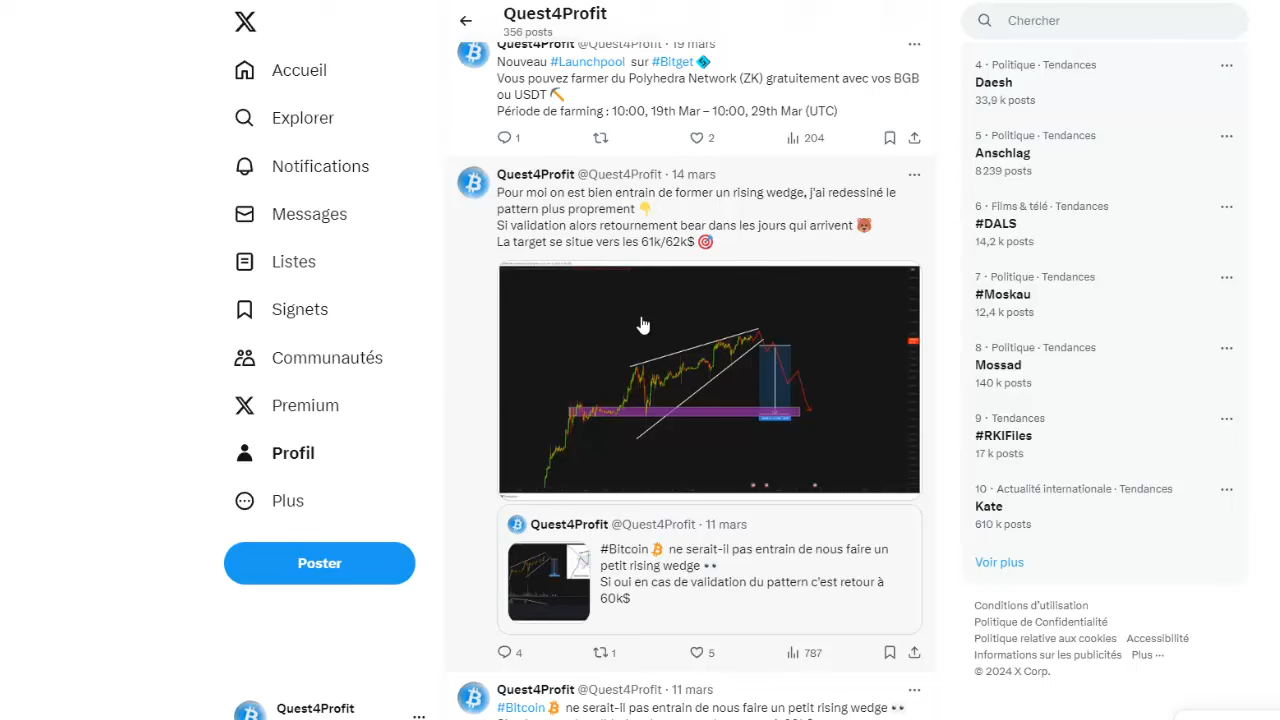 Accueil
Explorer
Notifications
Messages
Listes
Signets
Communautés
Premium
Profil
Plus
Poster
Quest4Profit
Quest4Profit
356 posts
Quest4Profit @Quest4Profit · 19 mars
Nouveau #Launchpool sur #Bitget
Vous pouvez farmer du Polyhedra Network (ZK) gratuitement avec vos BGB
ou USDT ⛏️
Période de farming : 10:00, 19th Mar – 10:00, 29th Mar (UTC)
1 2 204
Quest4Profit @Quest4Profit · 14 mars
Pour moi on est bien entrain de former un rising wedge, j'ai redessiné le
pattern plus proprement 👇
Si validation alors retournement bear dans les jours qui arrivent 🐻
La target se situe vers les 61k/62k$ 🎯
Quest4Profit @Quest4Profit · 11 mars
#Bitcoin ne serait-il pas entrain de nous faire un
petit rising wedge 👀
Si oui en cas de validation du pattern c'est retour à
60k$
4 1 5 787
Quest4Profit @Quest4Profit · 11 mars
#Bitcoin ne serait-il pas entrain de nous faire un petit rising wedge 👀
Chercher
4 · Politique · Tendances
Daesh
33,9 k posts
5 · Politique · Tendances
Anschlag
8 239 posts
6 · Films & télé · Tendances
#DALS
14,2 k posts
7 · Politique · Tendances
#Moskau
12,4 k posts
8 · Politique · Tendances
Mossad
140 k posts
9 · Tendances
#RKIFiles
17 k posts
10 · Actualité internationale · Tendances
Kate
610 k posts
Voir plus
Conditions d'utilisation
Politique de Confidentialité
Politique relative aux cookies Accessibilité
Informations sur les publicités Plus ···
© 2024 X Corp.